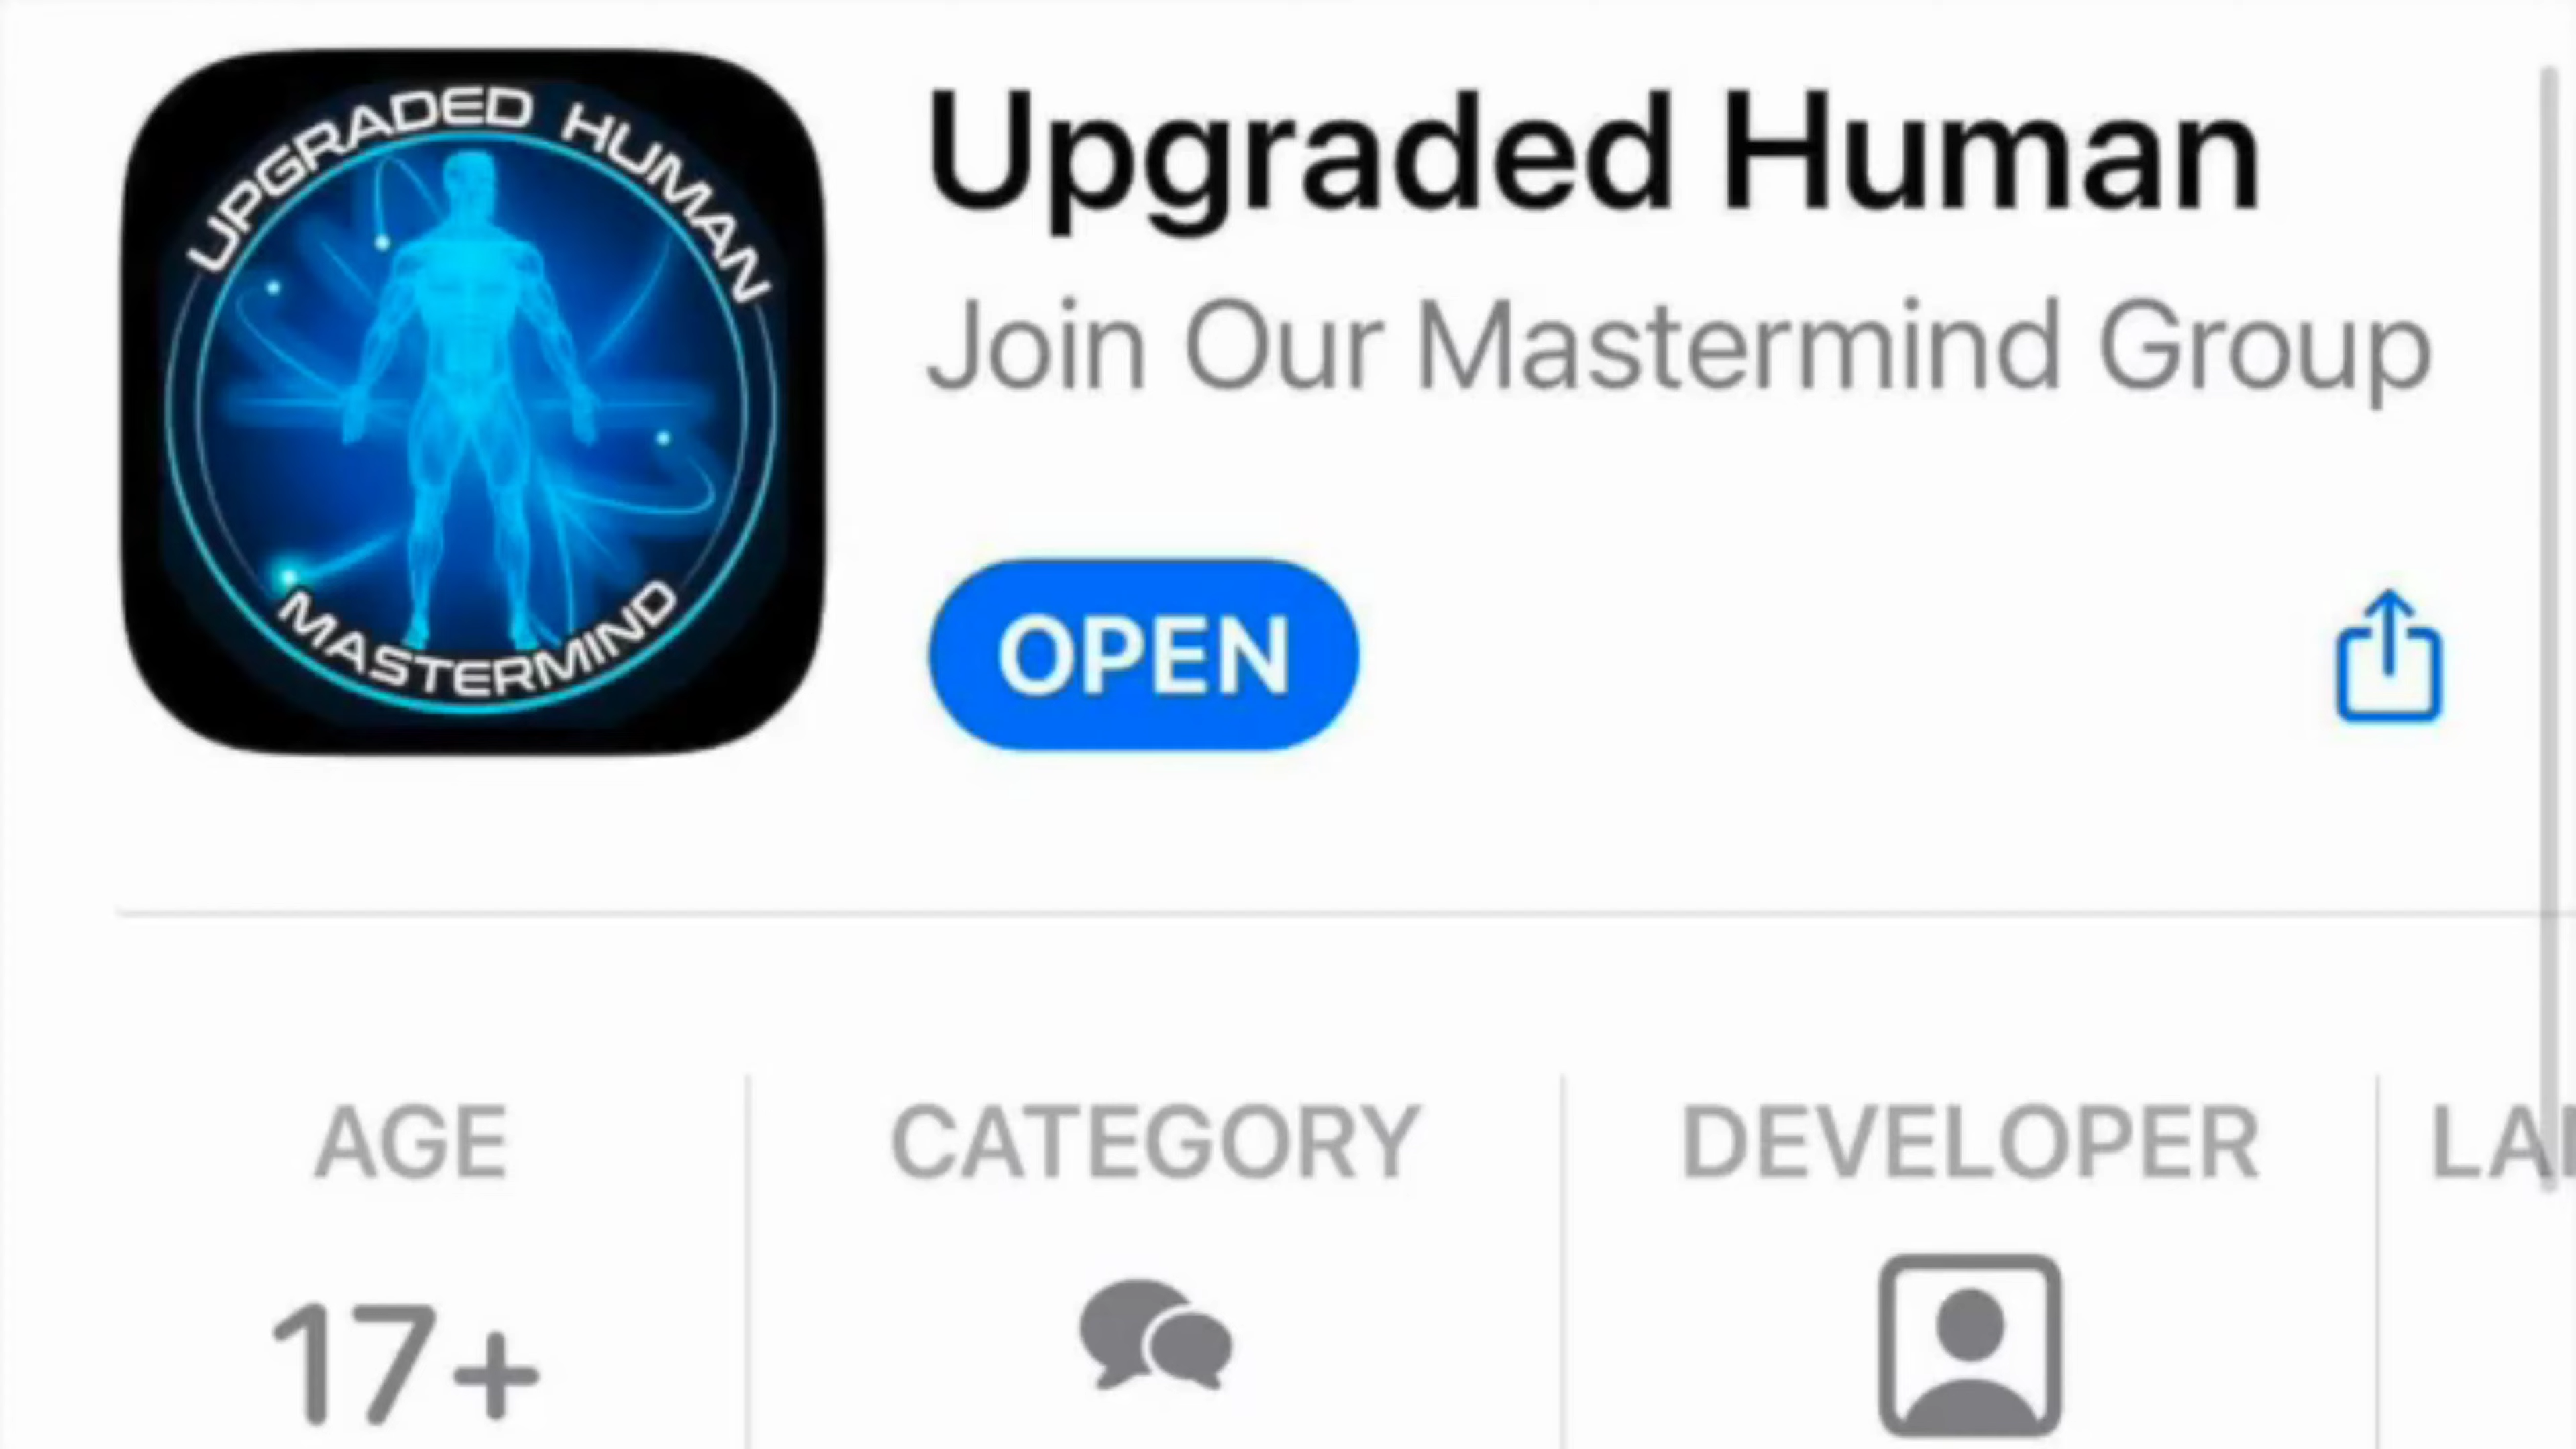 UPGRADED HUMAN
MASTERMIND
Upgraded Human
Join Our Mastermind Group
OPEN
AGE
CATEGORY
DEVELOPER
17+